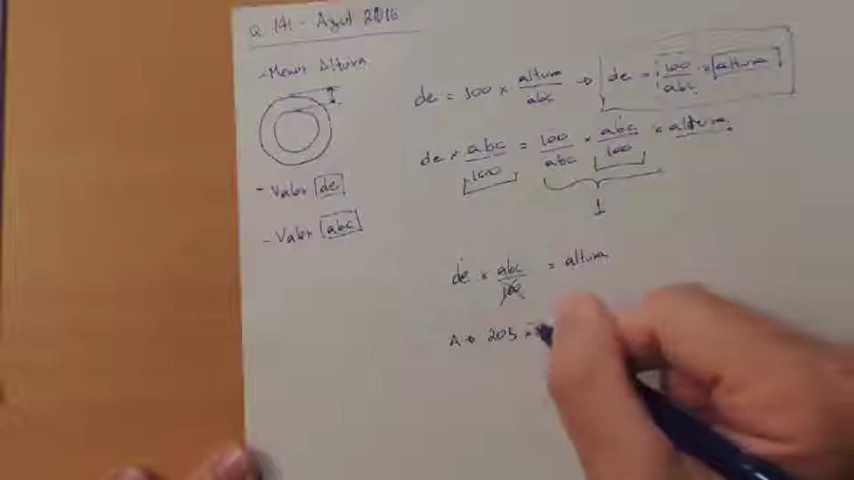 Q 141 - Azul 2016
- Menor Altura
- Valor de
- Valor abc
de = 100 × altura/abc → de = 100/abc × altura
de × abc/100 = 100/abc × abc/100 × altura
1
de × abc/100 = altura
A → 205 ×